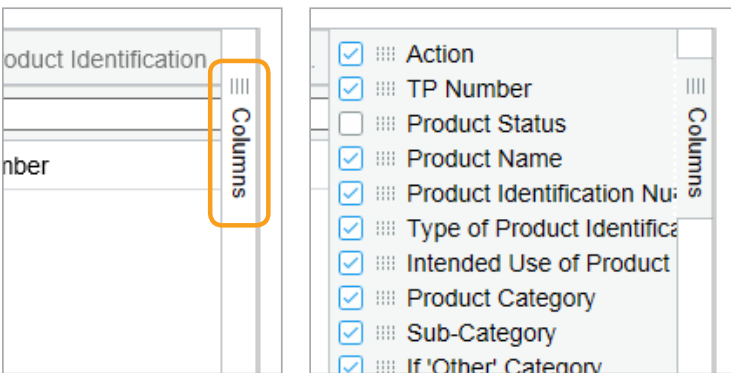 oduct Identification
Columns
nber
Action
TP Number
Product Status
Product Name
Product Identification Nu
Type of Product Identifica
Intended Use of Product
Product Category
Sub-Category
If 'Other' Category
Columns